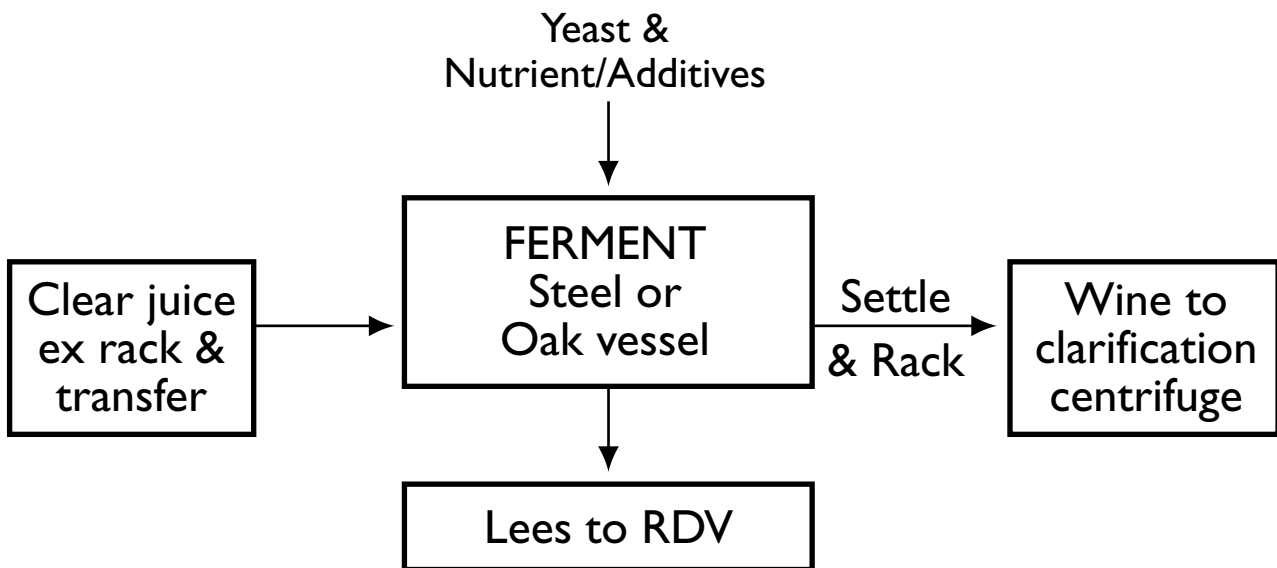 Yeast &
Nutrient/Additives
FERMENT
Steel or
Oak vessel
Clear juice
ex rack &
transfer
Settle
& Rack
Wine to
clarification
centrifuge
Lees to RDV